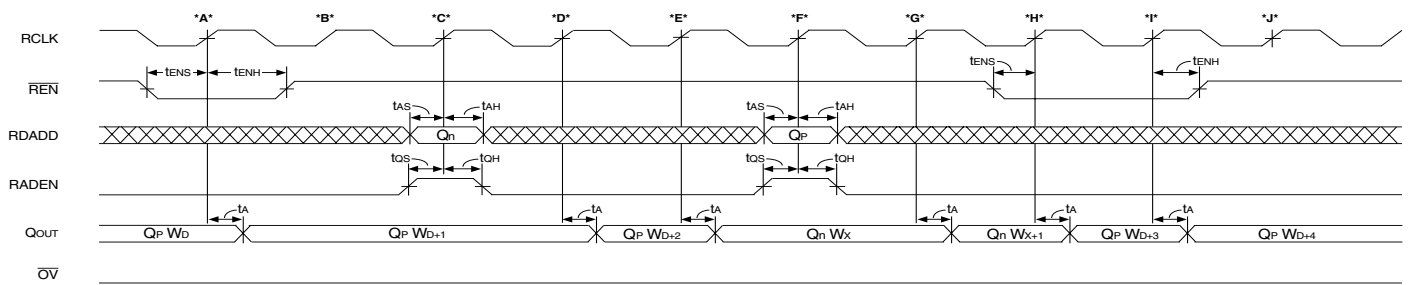 *A* *B* *C* *D* *E* *F* *G* *H* *I* *J*
RCLK
tENS tENH tENS tENH
REN
tAS tAH tAS tAH
RDADD Qn QP
tQS tQH tQS tQH
RADEN
tA tA tA tA tA tA
QOUT QP WD QP WD+1 QP WD+2 Qn WX Qn WX+1 QP WD+3 QP WD+4
OV